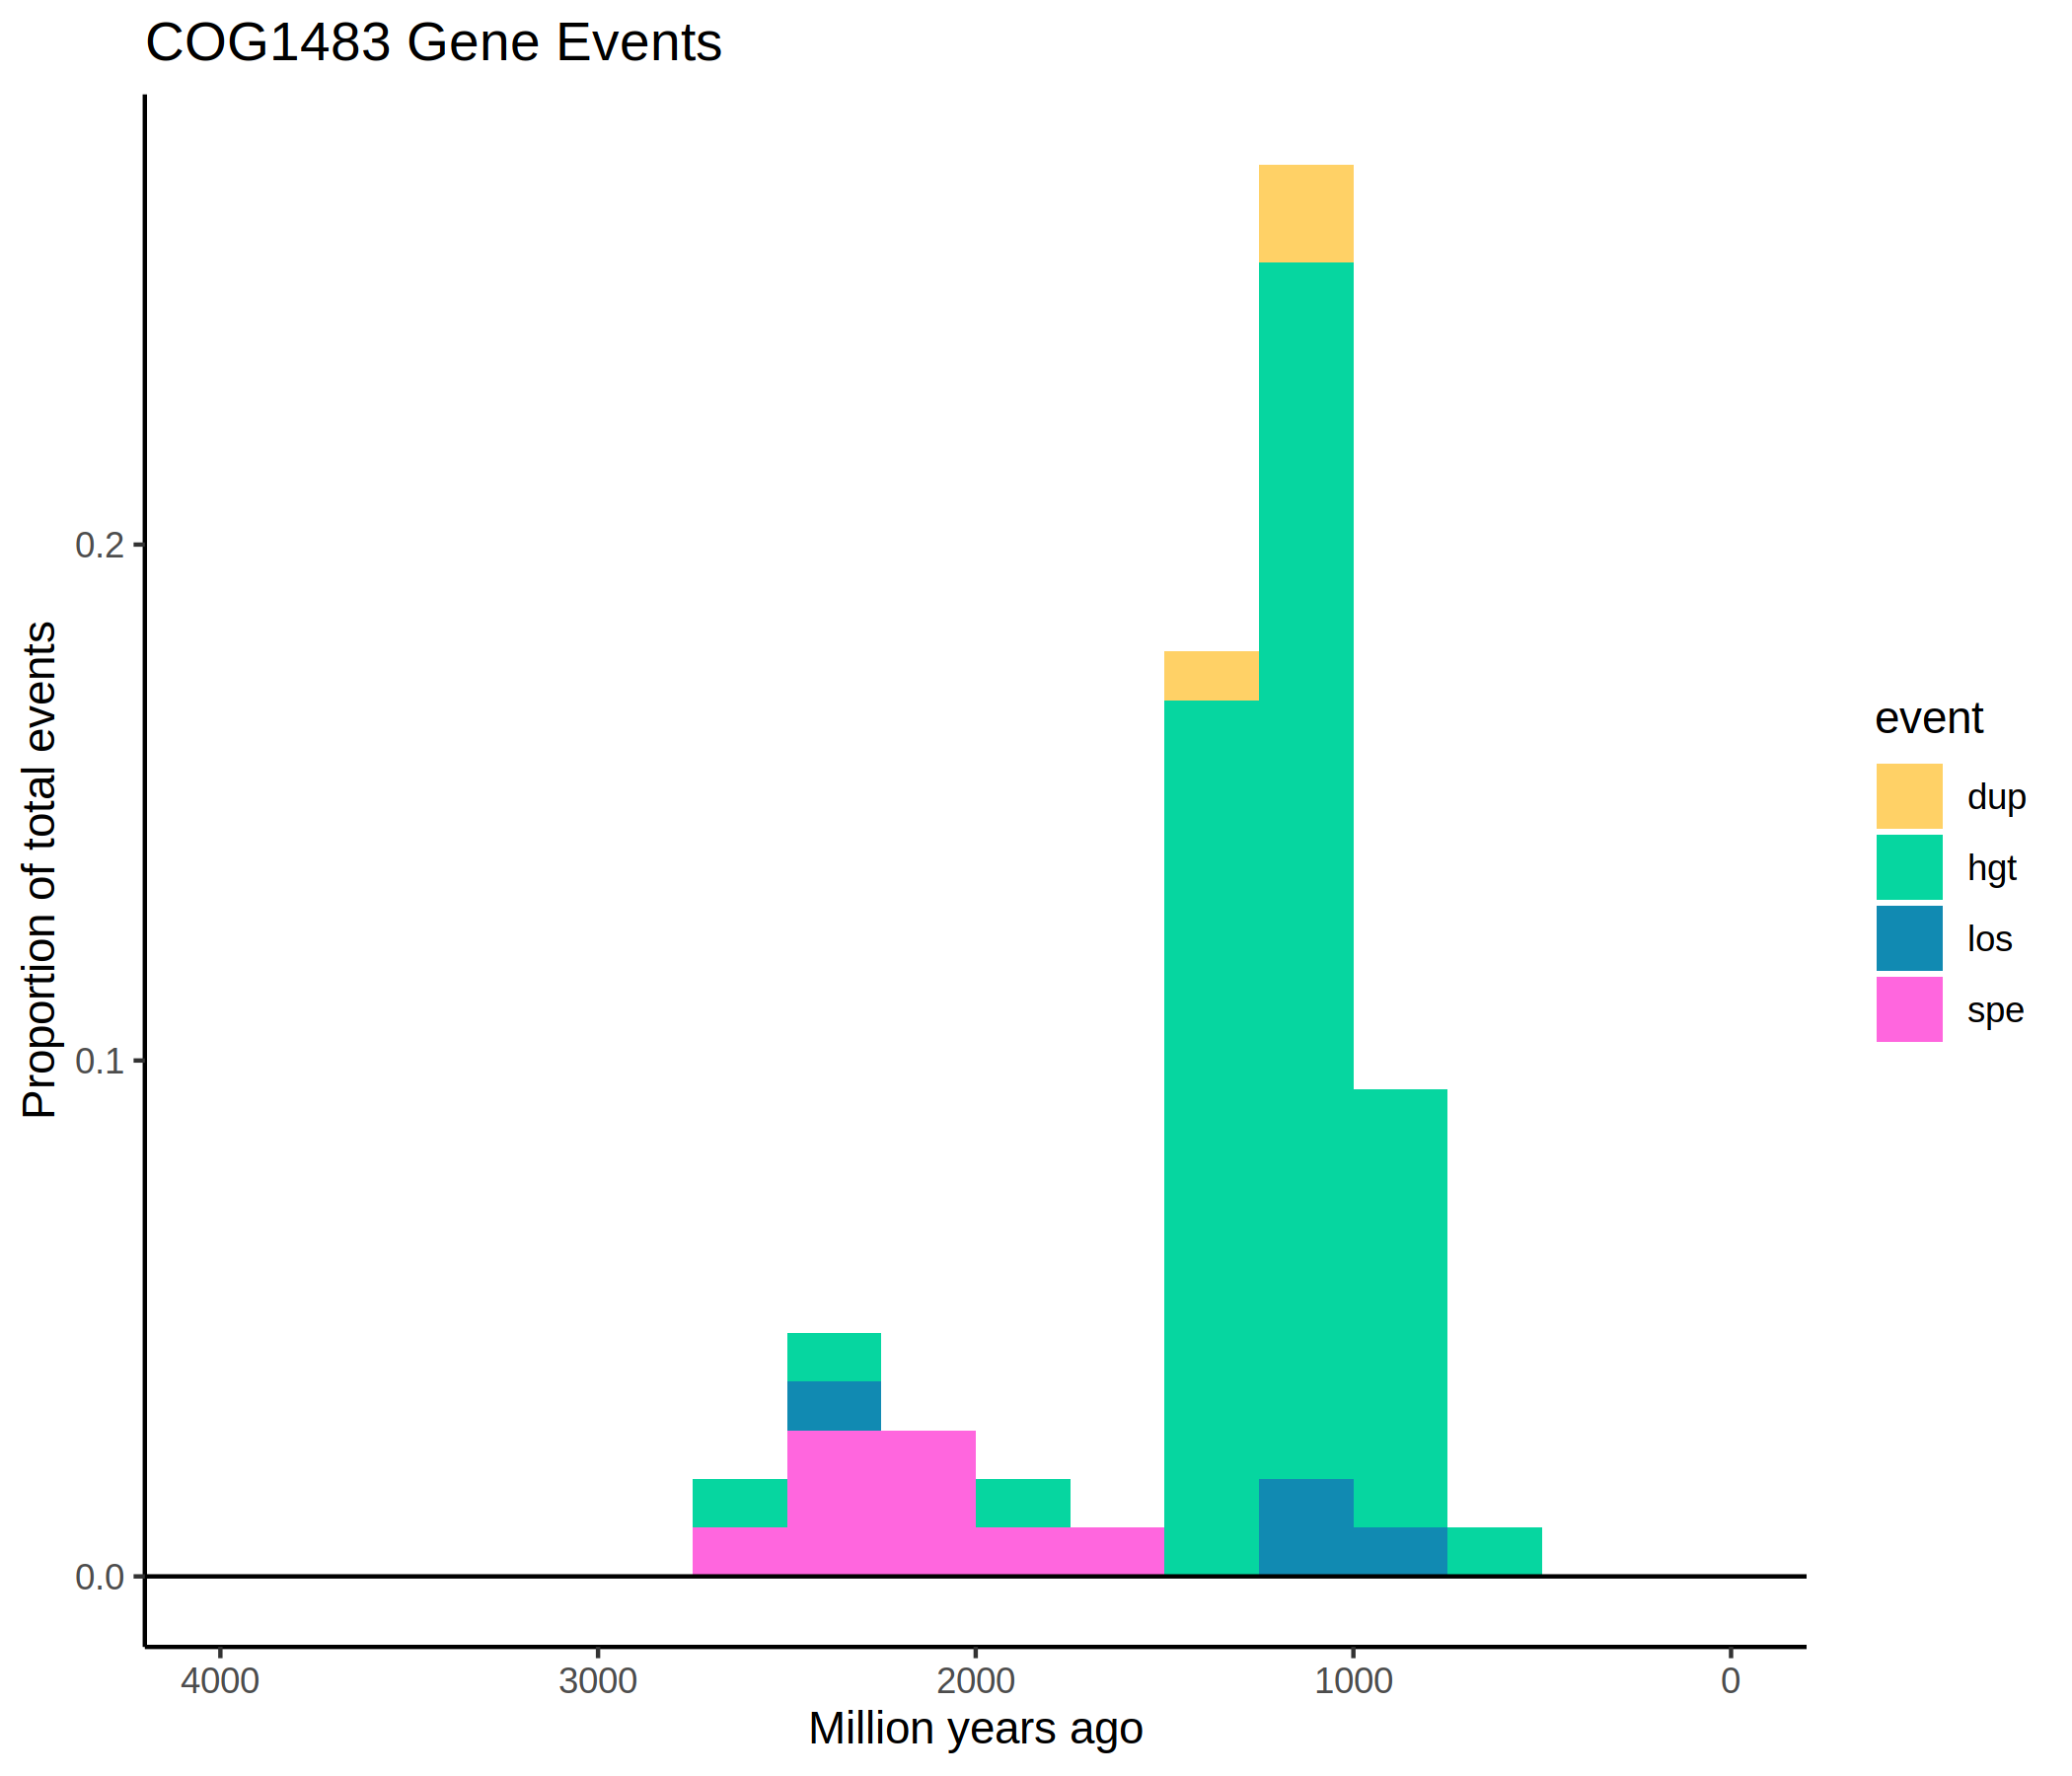 COG1483 Gene Events
Proportion of total events
0.2
0.1
0.0
4000 3000 2000 1000 0
Million years ago
event
dup
hgt
los
spe